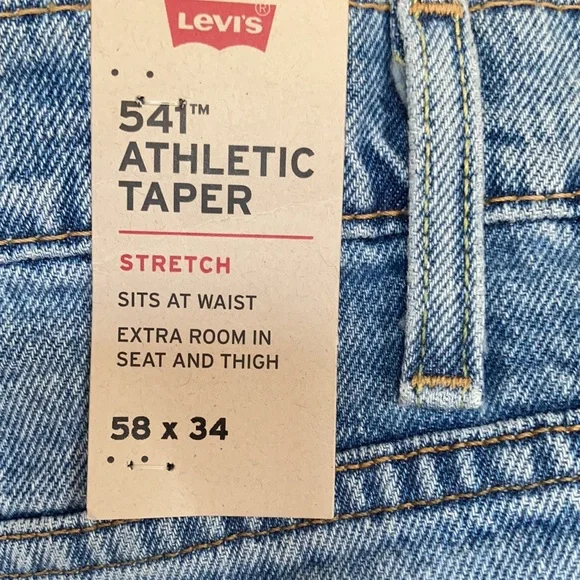 Levi's®
541™
ATHLETIC
TAPER
STRETCH
SITS AT WAIST
EXTRA ROOM IN
SEAT AND THIGH
58 x 34